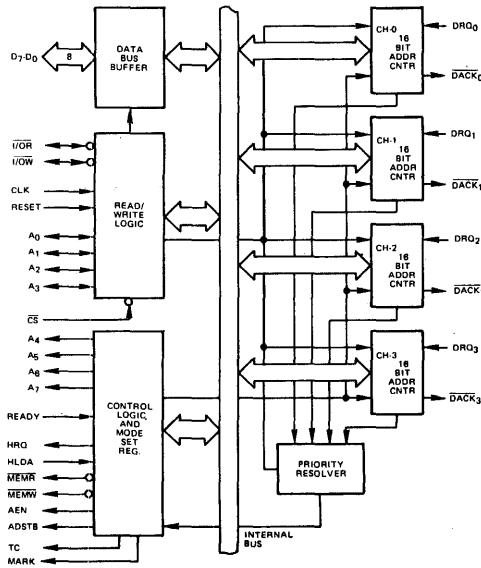 D7-D0
8
DATA
BUS
BUFFER
I/OR
I/OW
CLK
RESET
A0
A1
A2
A3
CS
READ/
WRITE
LOGIC
A4
A5
A6
A7
READY
HRQ
HLDA
MEMR
MEMW
AEN
ADSTB
TC
MARK
CONTROL
LOGIC,
AND
MODE
SET
REG.
INTERNAL
BUS
CH-0
16
BIT
ADDR
CNTR
DRQ0
DACK0
CH-1
16
BIT
ADDR
CNTR
DRQ1
DACK1
CH-2
16
BIT
ADDR
CNTR
DRQ2
DACK
CH-3
16
BIT
ADDR
CNTR
DRQ3
DACK3
PRIORITY
RESOLVER